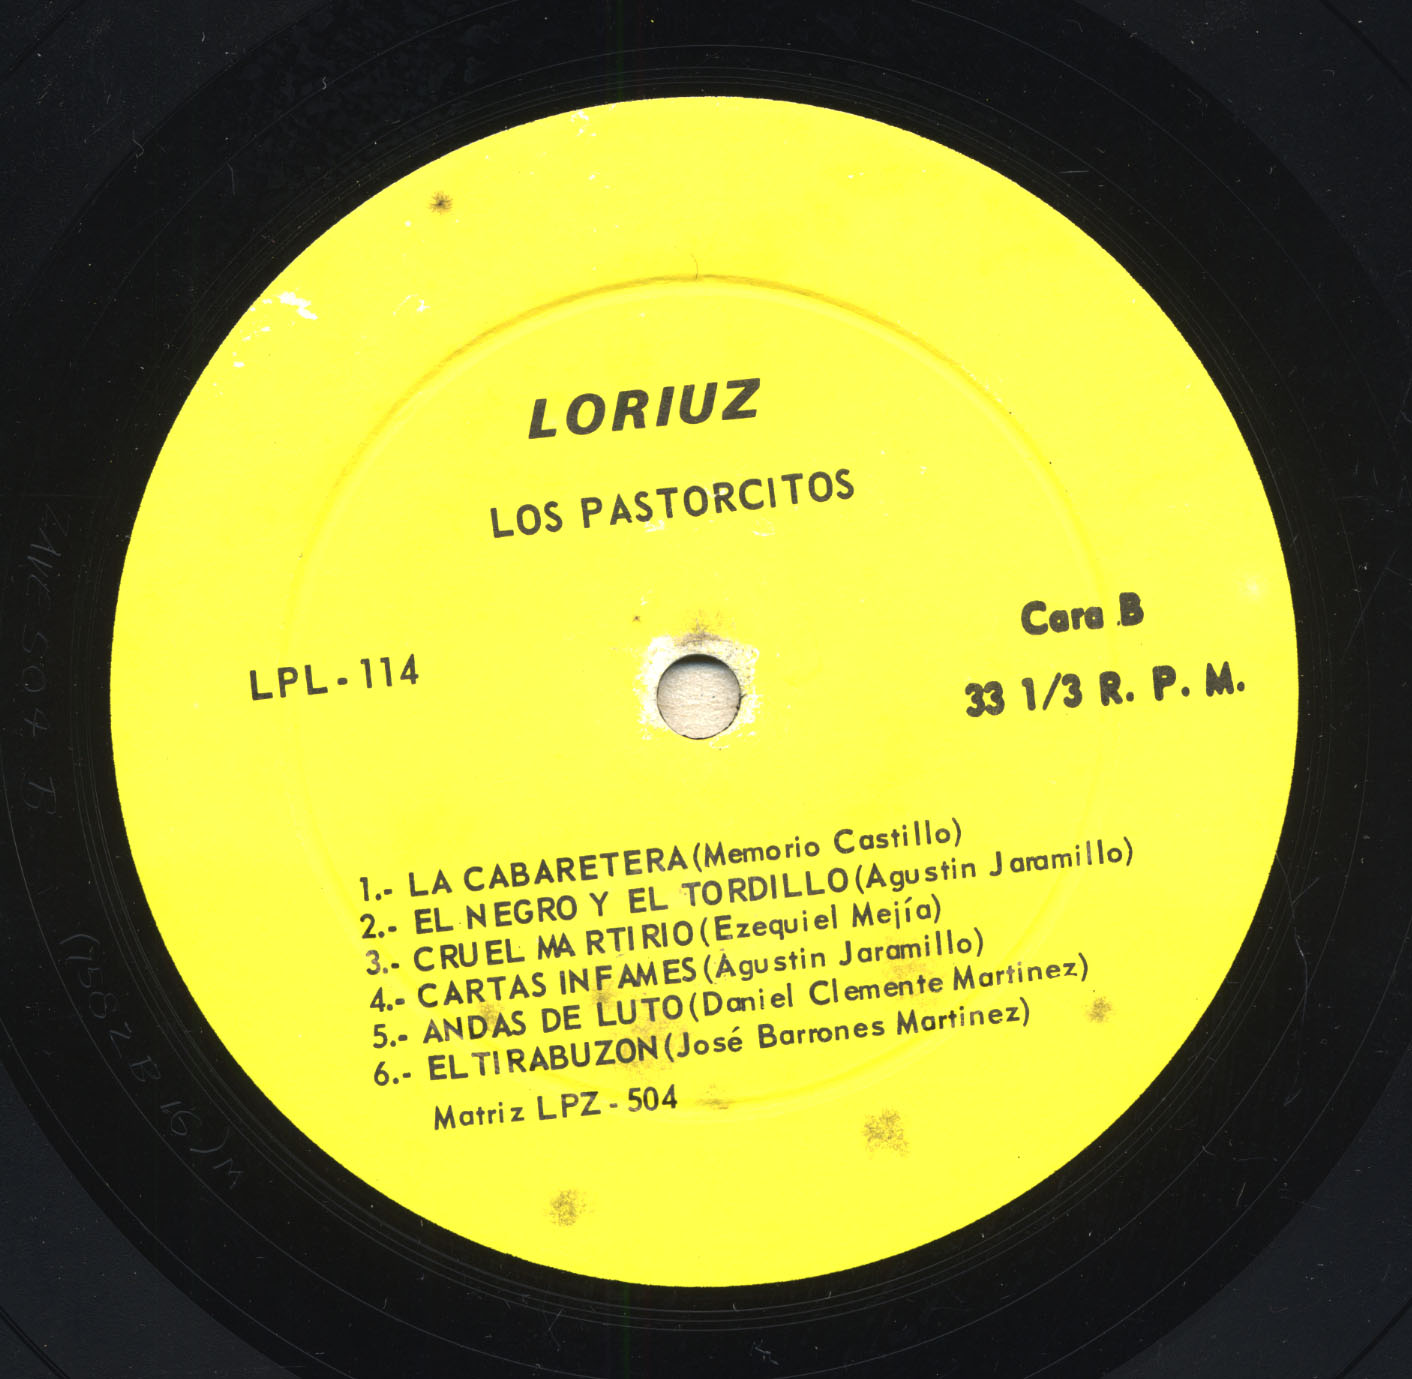 LORIUZ
LOS PASTORCITOS
Cara B
LPL-114
33 1/3 R. P. M.
1.- LA CABARETERA (Memorio Castillo)
2.- EL NEGRO Y EL TORDILLO (Agustin Jaramillo)
3.- CRUEL MARTIRIO (Ezequiel Mejía)
4.- CARTAS INFAMES (Agustin Jaramillo)
5.- ANDAS DE LUTO (Daniel Clemente Martinez)
6.- EL TIRABUZON (José Barrones Martinez)
Matriz LPZ-504